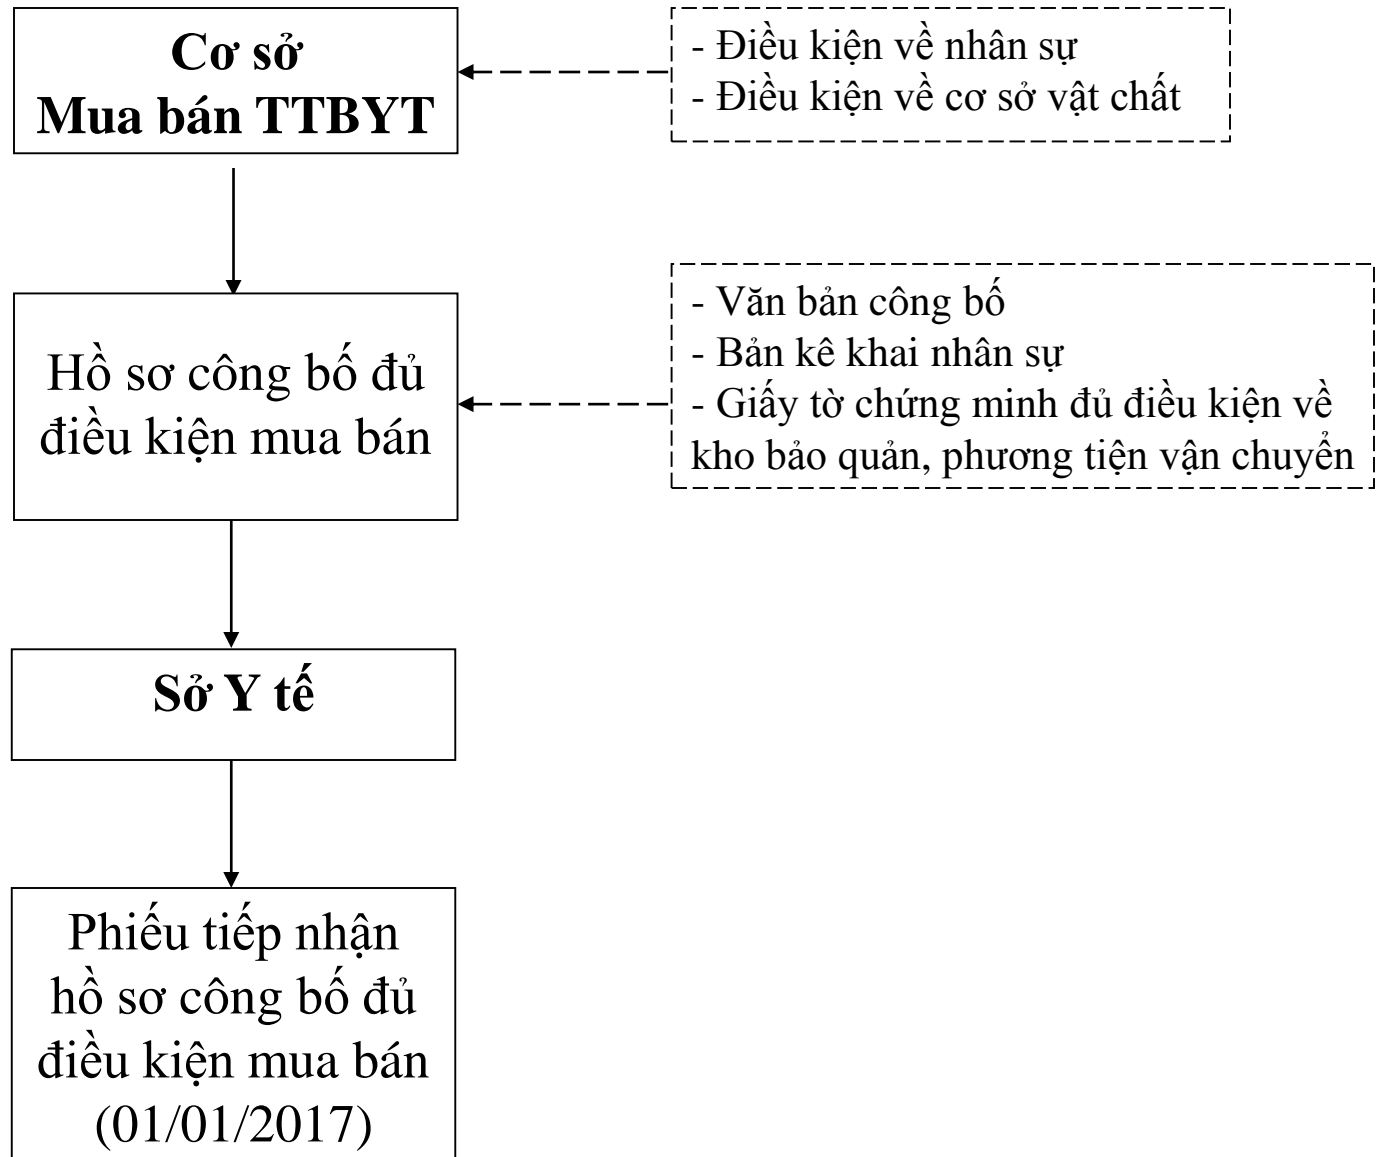 Cơ sở
Mua bán TTBYT
- Điều kiện về nhân sự
- Điều kiện về cơ sở vật chất
Hồ sơ công bố đủ
điều kiện mua bán
- Văn bản công bố
- Bản kê khai nhân sự
- Giấy tờ chứng minh đủ điều kiện về
kho bảo quản, phương tiện vận chuyển
Sở Y tế
Phiếu tiếp nhận
hồ sơ công bố đủ
điều kiện mua bán
(01/01/2017)